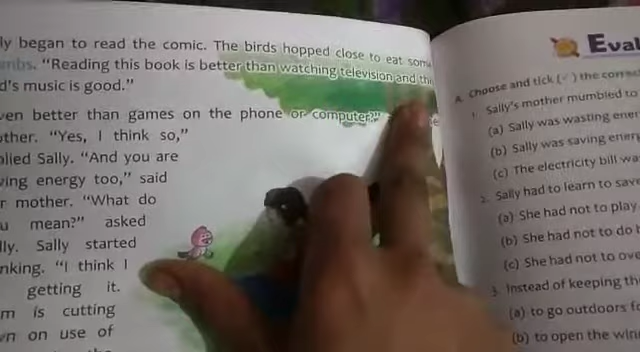 ly began to read the comic. The birds hopped close to eat som
mbs. "Reading this book is better than watching television and th
d's music is good."
ven better than games on the phone or computer?"
other. "Yes, I think so,"
plied Sally. "And you are
ving energy too," said
r mother. "What do
u mean?" asked
lly. Sally started
nking. "I think I
getting it.
m is cutting
wn on use of
Eval
A. Choose and tick (✓) the correc
1. Sally's mother mumbled to
(a) Sally was wasting ener
(b) Sally was saving energ
(c) The electricity bill wa
2. Sally had to learn to save
(a) She had not to play
(b) She had not to do h
(c) She had not to ove
3. Instead of keeping th
(a) to go outdoors fo
(b) to open the win